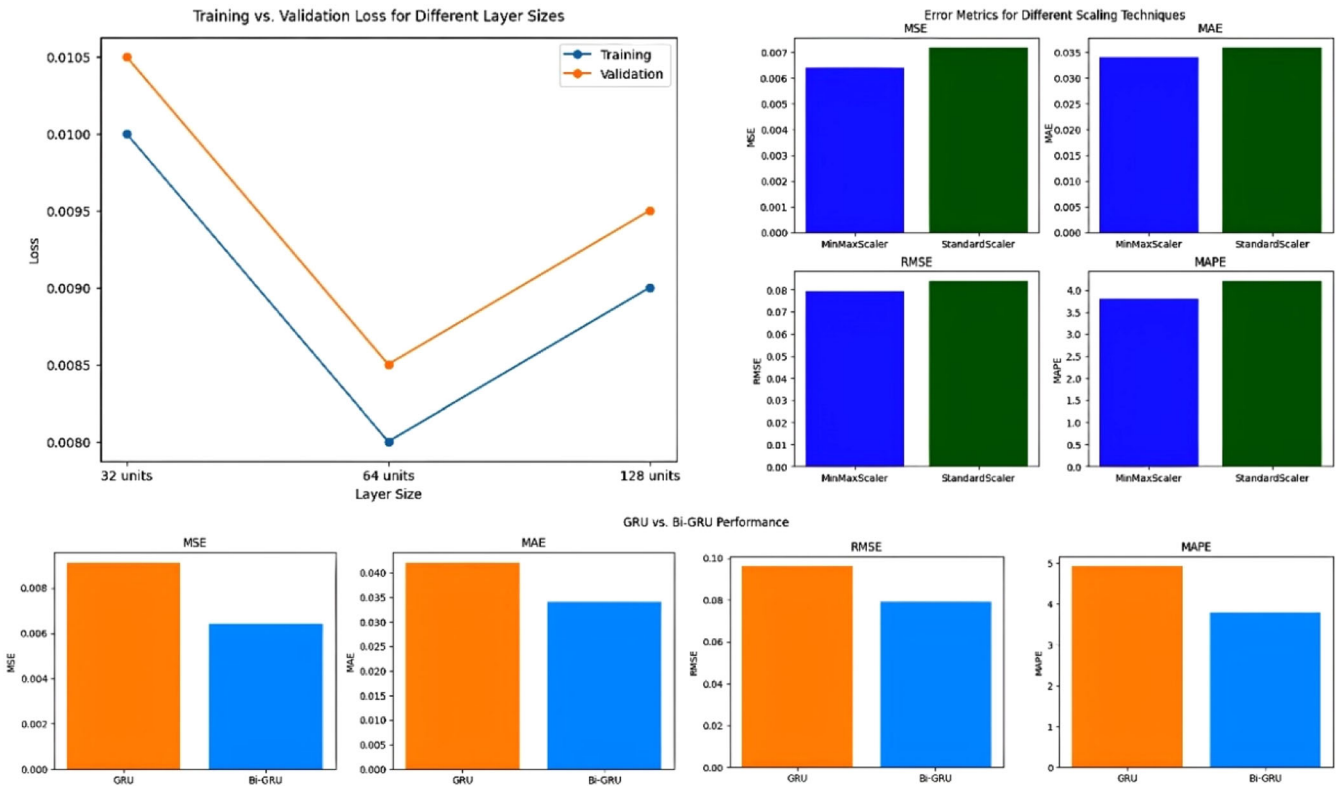 Training vs. Validation Loss for Different Layer Sizes
Training
Validation
0.0105
0.0100
0.0095
0.0090
0.0085
0.0080
Loss
32 units
64 units
128 units
Layer Size
Error Metrics for Different Scaling Techniques
MSE
0.007
0.006
0.005
0.004
0.003
0.002
0.001
0.000
MSE
MinMaxScaler
StandardScaler
MAE
0.035
0.030
0.025
0.020
0.015
0.010
0.005
0.000
MAE
MinMaxScaler
StandardScaler
RMSE
0.08
0.07
0.06
0.05
0.04
0.03
0.02
0.01
0.00
RMSE
MinMaxScaler
StandardScaler
MAPE
4.0
3.5
3.0
2.5
2.0
1.5
1.0
0.5
0.0
MAPE
MinMaxScaler
StandardScaler
GRU vs. Bi-GRU Performance
MSE
0.008
0.006
0.004
0.002
0.000
MSE
GRU
Bi-GRU
MAE
0.040
0.035
0.030
0.025
0.020
0.015
0.010
0.005
0.000
MAE
GRU
Bi-GRU
RMSE
0.10
0.08
0.06
0.04
0.02
0.00
RMSE
GRU
Bi-GRU
MAPE
5
4
3
2
1
0
MAPE
GRU
Bi-GRU